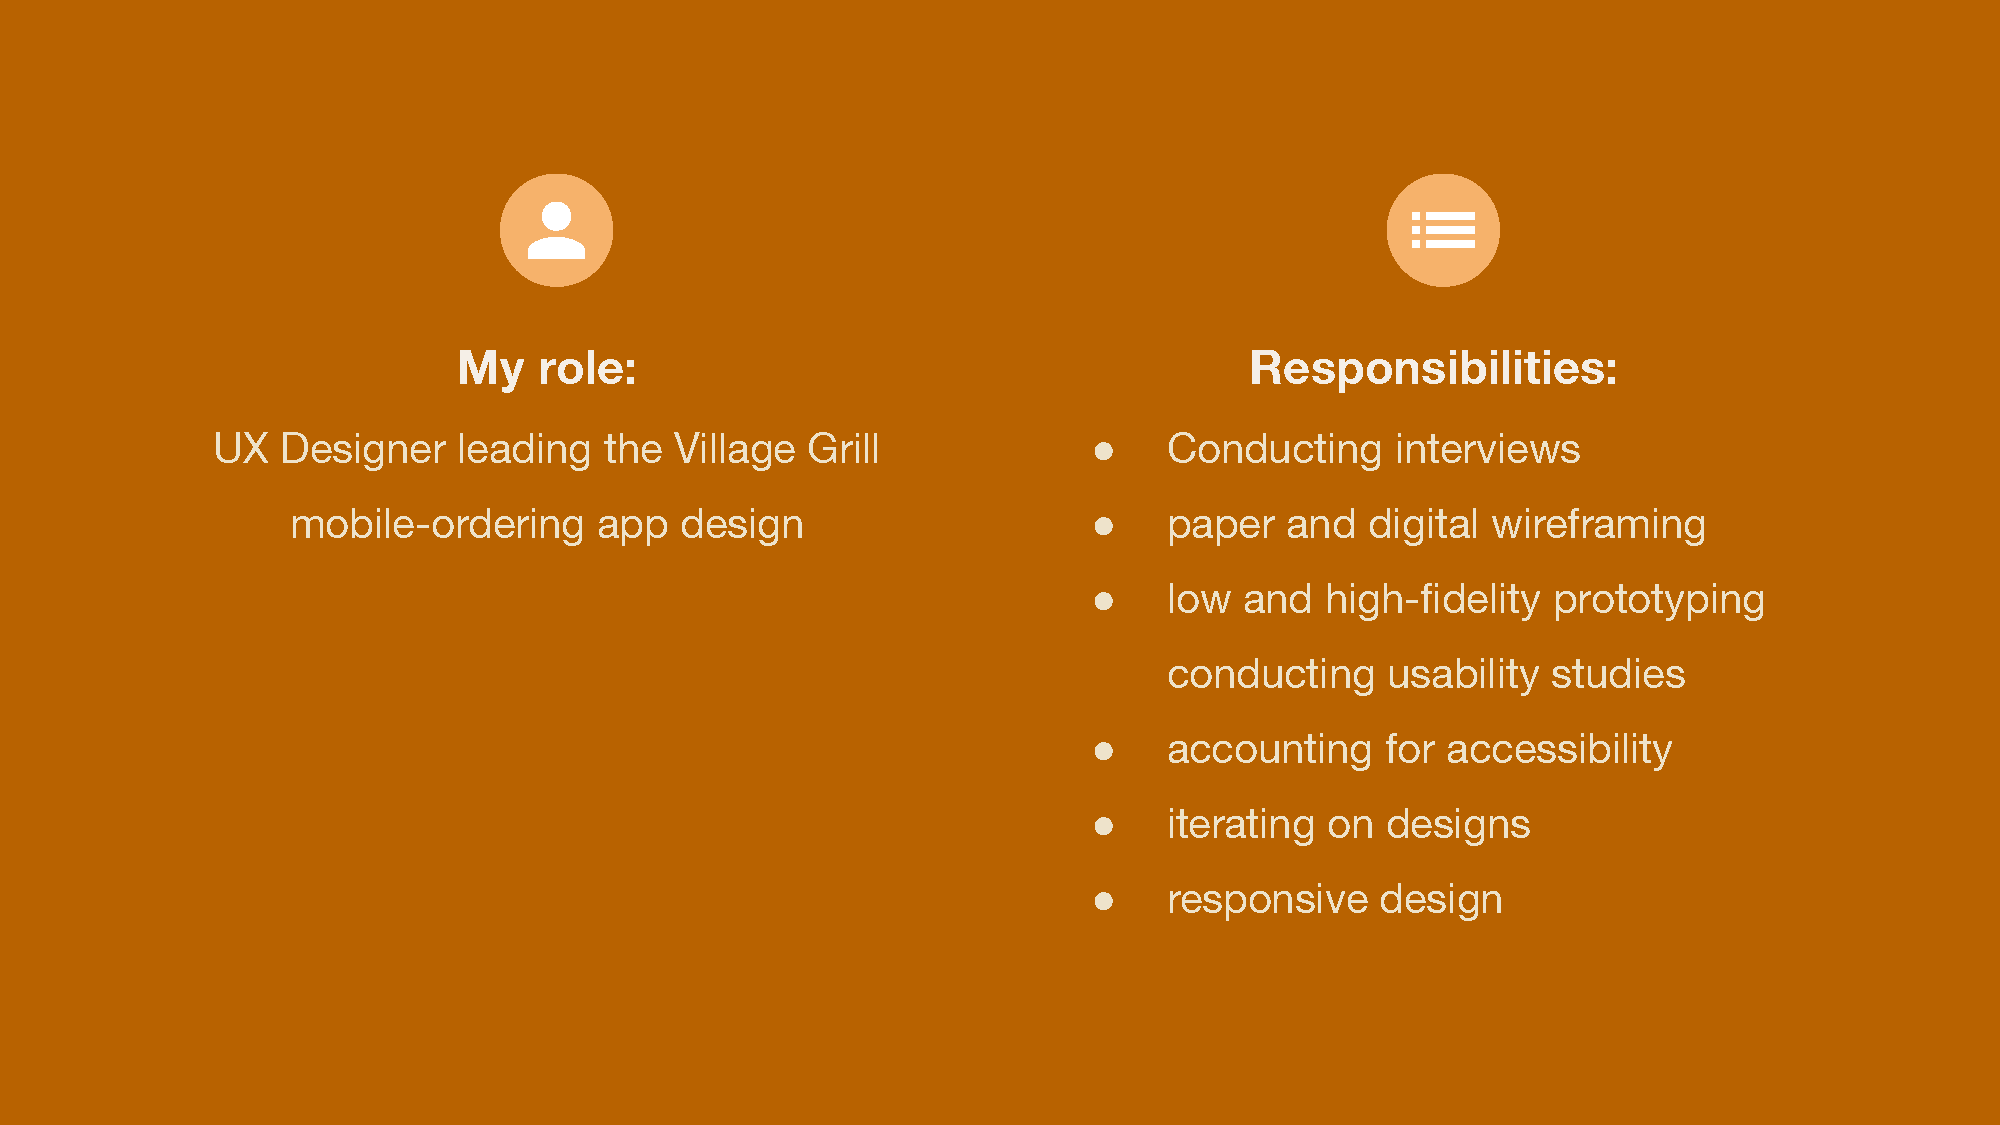 My role:
UX Designer leading the Village Grill
mobile-ordering app design
Responsibilities:
● Conducting interviews
● paper and digital wireframing
● low and high-fidelity prototyping
conducting usability studies
● accounting for accessibility
● iterating on designs
● responsive design